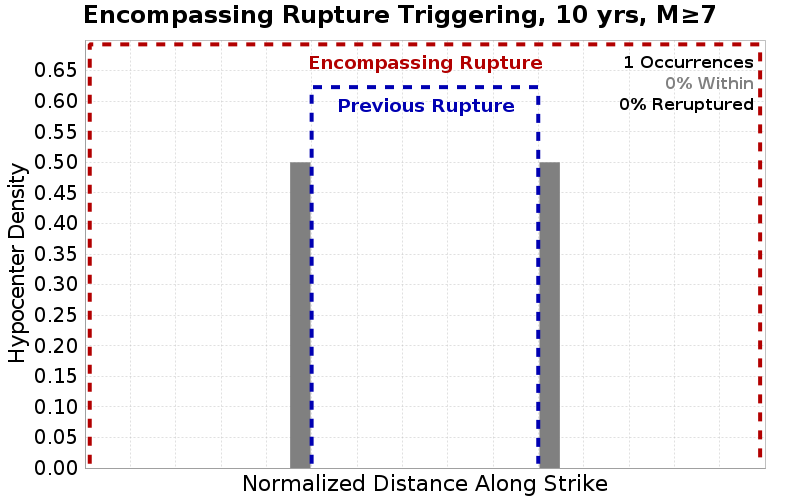 Encompassing Rupture Triggering, 10 yrs, M≥7
Encompassing Rupture
Previous Rupture
1 Occurrences
0% Within
0% Reruptured
Hypocenter Density
0.65
0.60
0.55
0.50
0.45
0.40
0.35
0.30
0.25
0.20
0.15
0.10
0.05
0.00
Normalized Distance Along Strike